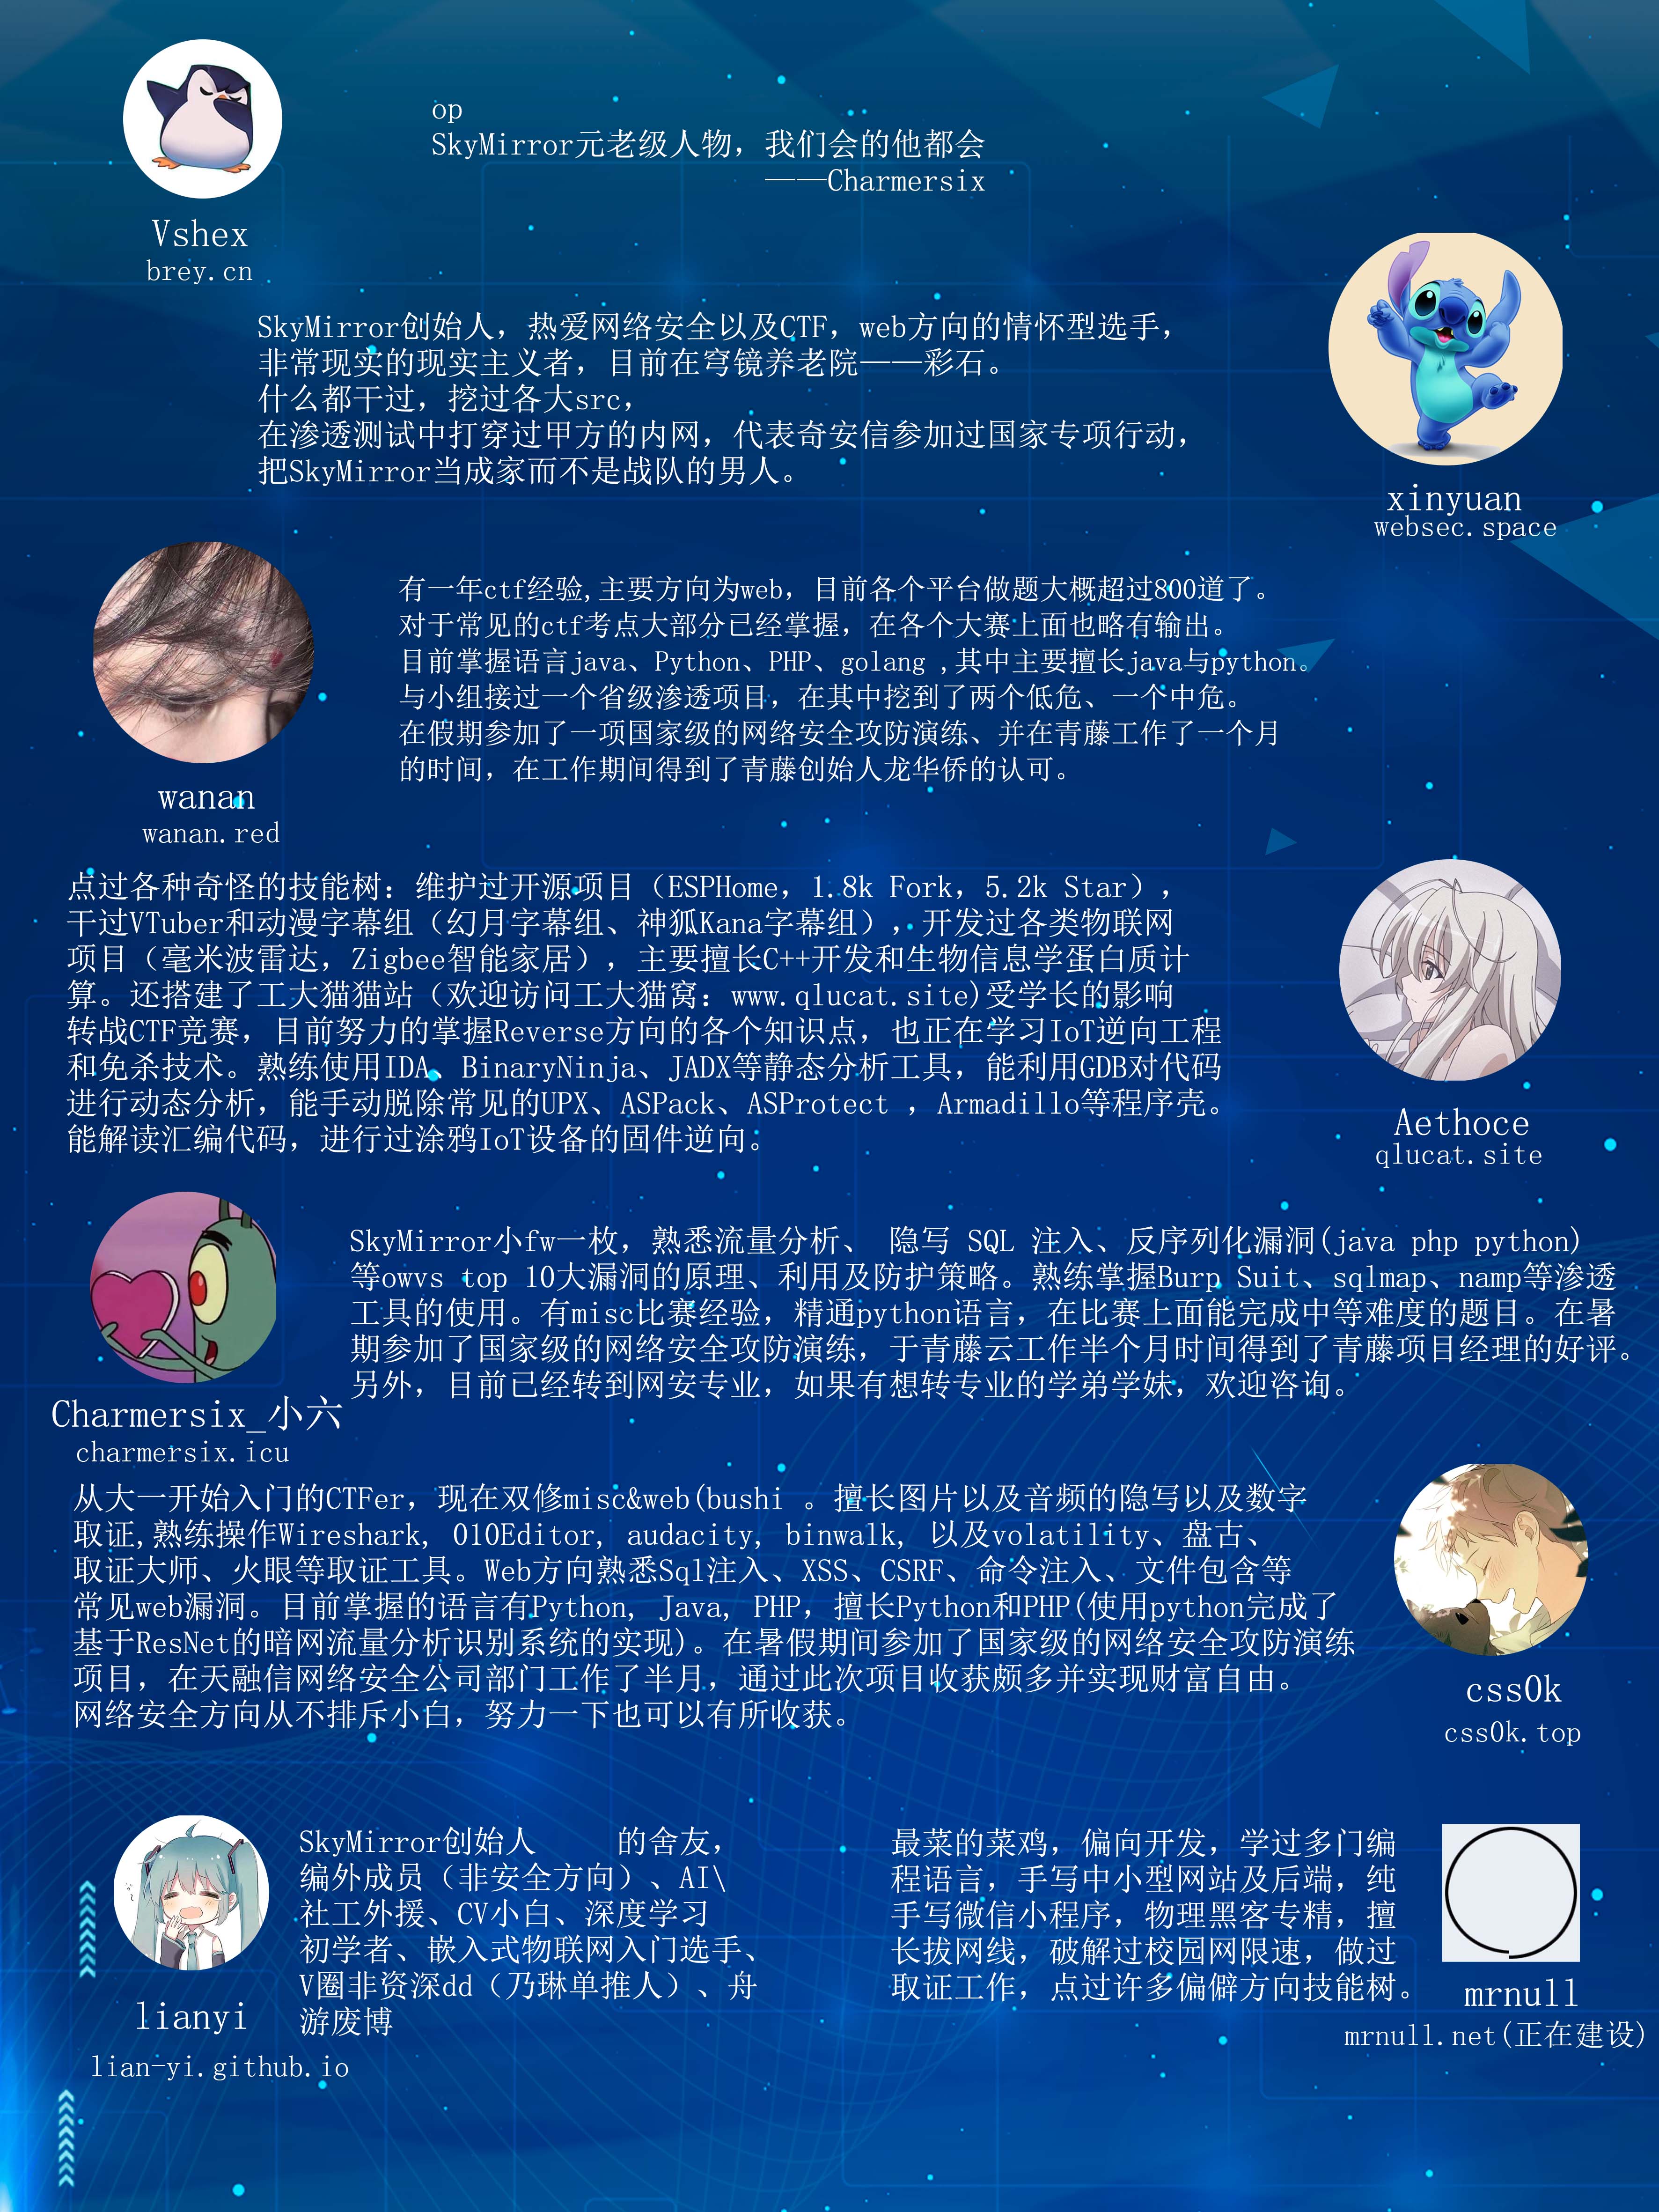 op
SkyMirror元老级人物，我们会的他都会
——Charmersix
Vshex
brey.cn
SkyMirror创始人，热爱网络安全以及CTF，web方向的情怀型选手，
非常现实的现实主义者，目前在穹镜养老院——彩石。
什么都干过，挖过各大src，
在渗透测试中打穿过甲方的内网，代表奇安信参加过国家专项行动，
把SkyMirror当成家而不是战队的男人。
xinyuan
websec.space
有一年ctf经验,主要方向为web，目前各个平台做题大概超过800道了。
对于常见的ctf考点大部分已经掌握，在各个大赛上面也略有输出。
目前掌握语言java、Python、PHP、golang ,其中主要擅长java与python。
与小组接过一个省级渗透项目，在其中挖到了两个低危、一个中危。
在假期参加了一项国家级的网络安全攻防演练、并在青藤工作了一个月
的时间，在工作期间得到了青藤创始人龙华侨的认可。
wanan
wanan.red
点过各种奇怪的技能树：维护过开源项目（ESPHome，1.8k Fork，5.2k Star），
干过VTuber和动漫字幕组（幻月字幕组、神狐Kana字幕组），开发过各类物联网
项目（毫米波雷达，Zigbee智能家居），主要擅长C++开发和生物信息学蛋白质计
算。还搭建了工大猫猫站（欢迎访问工大猫窝：www.qlucat.site)受学长的影响
转战CTF竞赛，目前努力的掌握Reverse方向的各个知识点，也正在学习IoT逆向工程
和免杀技术。熟练使用IDA、BinaryNinja、JADX等静态分析工具，能利用GDB对代码
进行动态分析，能手动脱除常见的UPX、ASPack、ASProtect ，Armadillo等程序壳。
能解读汇编代码，进行过涂鸦IoT设备的固件逆向。
Aethoce
qlucat.site
SkyMirror小fw一枚，熟悉流量分析、 隐写 SQL 注入、反序列化漏洞(java php python)
等owvs top 10大漏洞的原理、利用及防护策略。熟练掌握Burp Suit、sqlmap、namp等渗透
工具的使用。有misc比赛经验，精通python语言，在比赛上面能完成中等难度的题目。在暑
期参加了国家级的网络安全攻防演练，于青藤云工作半个月时间得到了青藤项目经理的好评。
另外，目前已经转到网安专业，如果有想转专业的学弟学妹，欢迎咨询。
Charmersix_小六
charmersix.icu
从大一开始入门的CTFer，现在双修misc&web(bushi 。擅长图片以及音频的隐写以及数字
取证,熟练操作Wireshark, 010Editor, audacity, binwalk, 以及volatility、盘古、
取证大师、火眼等取证工具。Web方向熟悉Sql注入、XSS、CSRF、命令注入、文件包含等
常见web漏洞。目前掌握的语言有Python, Java, PHP，擅长Python和PHP(使用python完成了
基于ResNet的暗网流量分析识别系统的实现)。在暑假期间参加了国家级的网络安全攻防演练
项目，在天融信网络安全公司部门工作了半月，通过此次项目收获颇多并实现财富自由。
网络安全方向从不排斥小白，努力一下也可以有所收获。
css0k
css0k.top
SkyMirror创始人 的舍友，
编外成员（非安全方向）、AI\
社工外援、CV小白、深度学习
初学者、嵌入式物联网入门选手、
V圈非资深dd（乃琳单推人）、舟
游废博
lianyi
lian-yi.github.io
最菜的菜鸡，偏向开发，学过多门编
程语言，手写中小型网站及后端，纯
手写微信小程序，物理黑客专精，擅
长拔网线，破解过校园网限速，做过
取证工作，点过许多偏僻方向技能树。
mrnull
mrnull.net(正在建设)